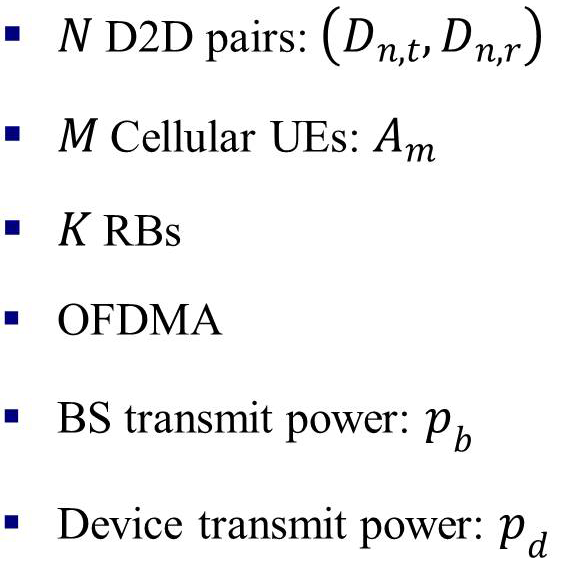 ▪ N D2D pairs: (Dn,t, Dn,r)
▪ M Cellular UEs: Am
▪ K RBs
▪ OFDMA
▪ BS transmit power: pb
▪ Device transmit power: pd